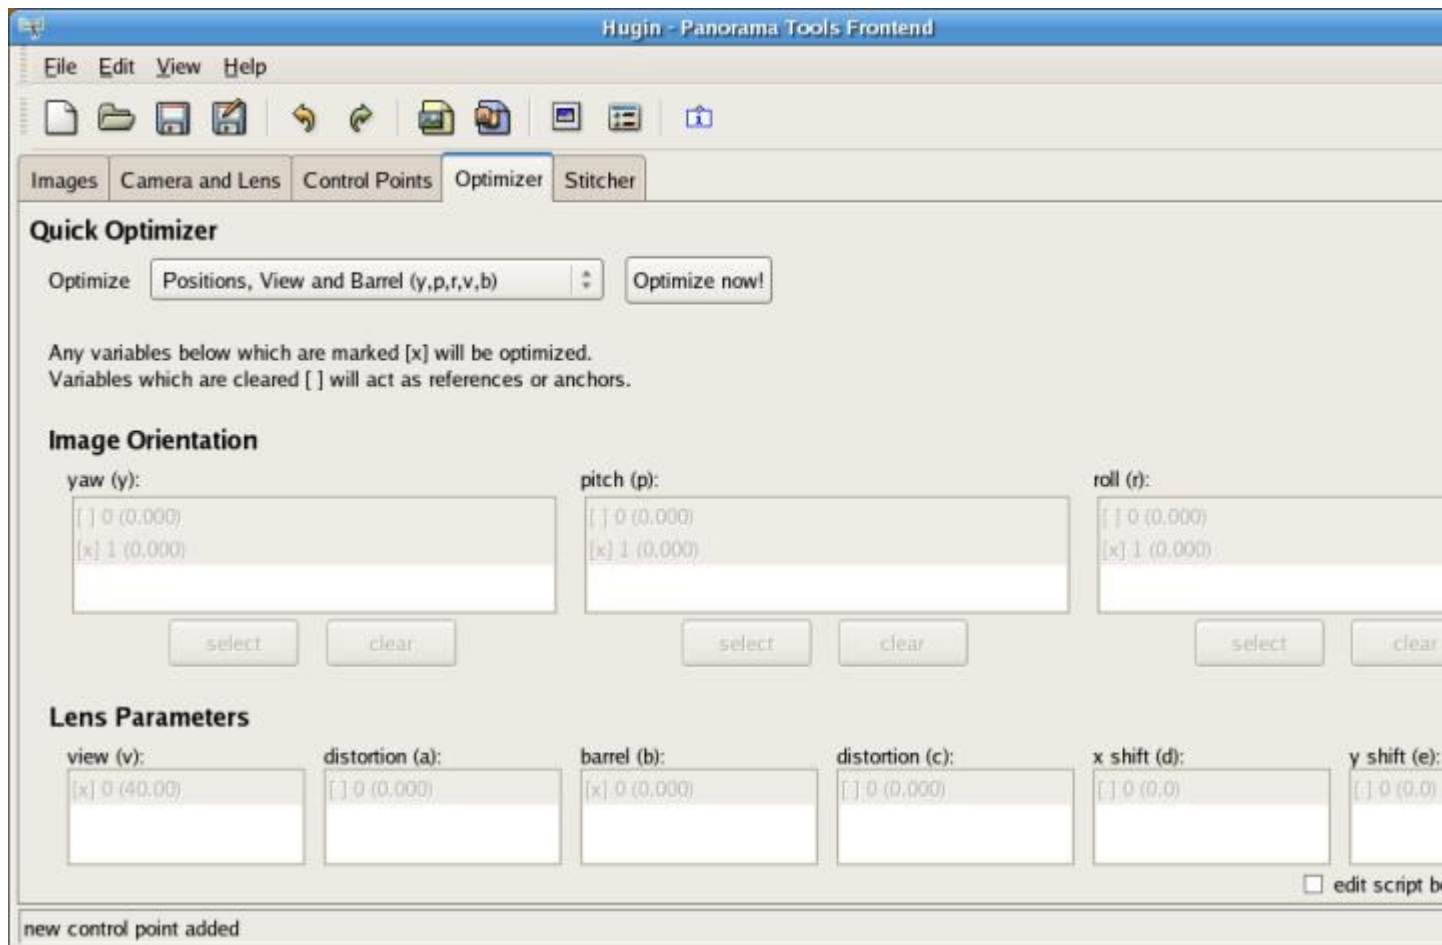 Hugin - Panorama Tools Frontend
File Edit View Help
Images Camera and Lens Control Points Optimizer Stitcher
Quick Optimizer
Optimize Positions, View and Barrel (y,p,r,v,b) Optimize now!
Any variables below which are marked [x] will be optimized.
Variables which are cleared [ ] will act as references or anchors.
Image Orientation
yaw (y): pitch (p): roll (r):
[ ] 0 (0.000) [ ] 0 (0.000) [ ] 0 (0.000)
[x] 1 (0.000) [x] 1 (0.000) [x] 1 (0.000)
select clear select clear select clear
Lens Parameters
view (v): distortion (a): barrel (b): distortion (c): x shift (d): y shift (e):
[x] 0 (40.00) [ ] 0 (0.000) [x] 0 (0.000) [ ] 0 (0.000) [ ] 0 (0.0) [ ] 0 (0.0)
edit script
new control point added